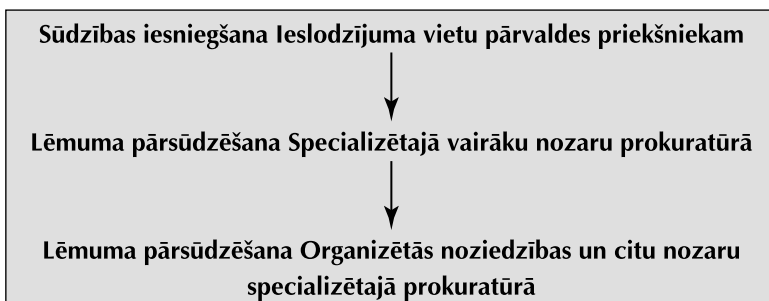 Sūdzības iesniegšana Ieslodzījuma vietu pārvaldes priekšniekam
Lēmuma pārsūdzēšana Specializētajā vairāku nozaru prokuratūrā
Lēmuma pārsūdzēšana Organizētās noziedzības un citu nozaru
specializētajā prokuratūrā